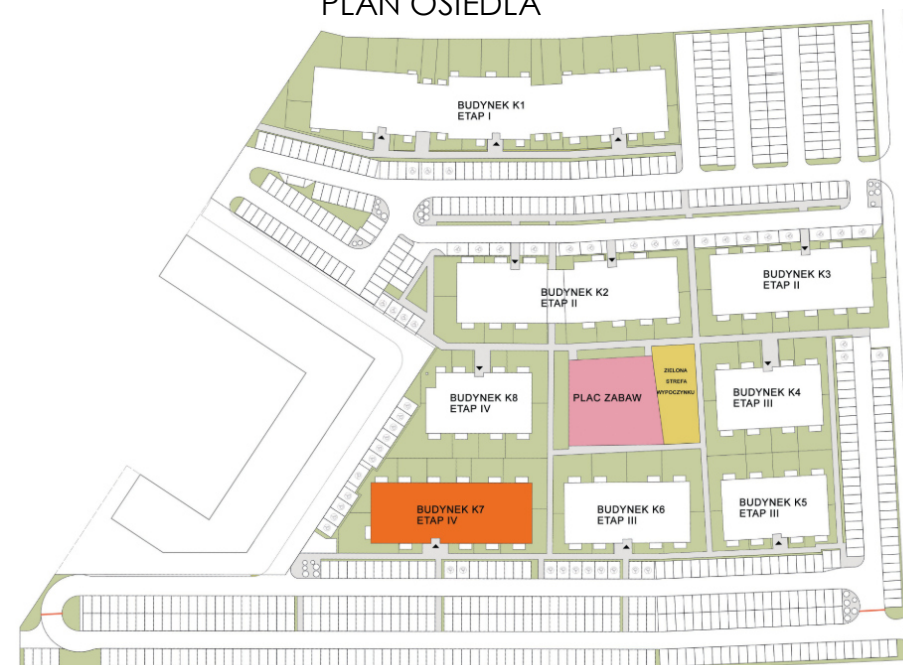 PLAN OSIEDLA
BUDYNEK K1
ETAP I
BUDYNEK K2
ETAP II
BUDYNEK K3
ETAP II
BUDYNEK K8
ETAP IV
PLAC ZABAW
ZIELONA
STREFA
WYPOCZYNKU
BUDYNEK K4
ETAP III
BUDYNEK K7
ETAP IV
BUDYNEK K6
ETAP III
BUDYNEK K5
ETAP III